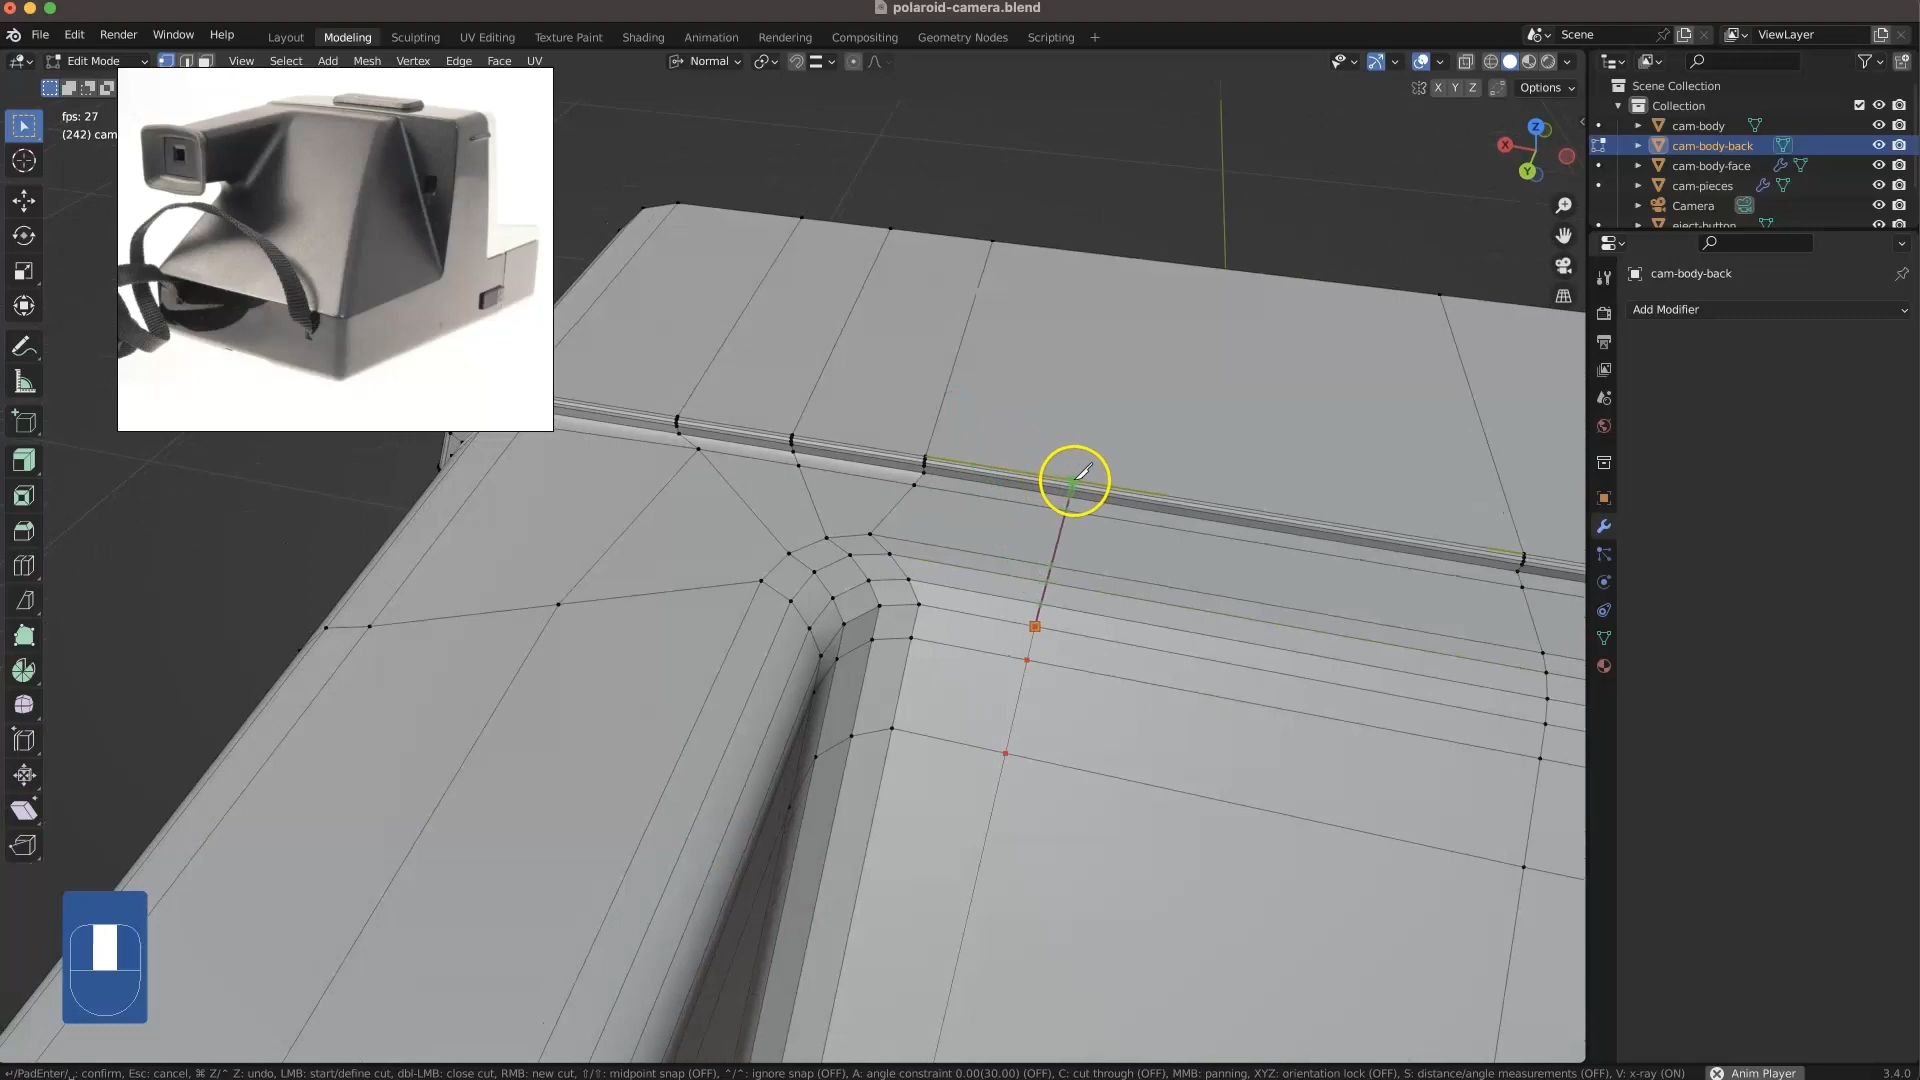 polaroid-camera.blend
File Edit Render Window Help Layout Modeling Sculpting UV Editing Texture Paint Shading Animation Rendering Compositing Geometry Nodes Scripting + Scene ViewLayer
Edit Mode View Select Add Mesh Vertex Edge Face UV Normal
X Y Z Options
fps: 27
(242) cam
Scene Collection
Collection
cam-body
cam-body-back
cam-body-face
cam-pieces
Camera
eject-button
Z
X
Y
cam-body-back
Add Modifier
↵/PadEnter/␣: confirm, Esc: cancel, ⌘ Z/⌃ Z: undo, LMB: start/define cut, dbl-LMB: close cut, RMB: new cut, ⇧/⇧: midpoint snap (OFF), ⌃/⌃: ignore snap (OFF), A: angle constraint 0.00(30.00) (OFF), C: cut through (OFF), MMB: panning, XYZ: orientation lock (OFF), S: distance/angle measurements (OFF), V: x-ray (ON) Anim Player 3.4.0